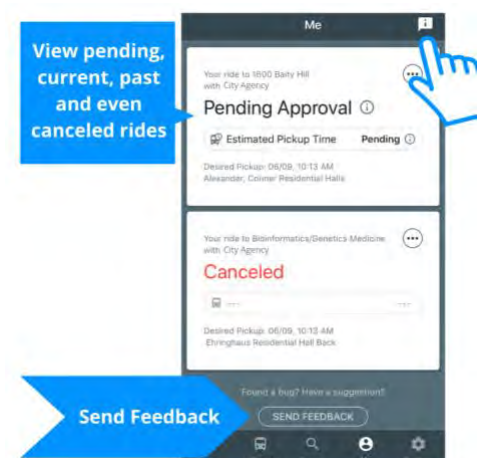 Me
View pending,
current, past
and even
canceled rides
Your ride to 1600 Baity Hill
with City Agency
Pending Approval
Estimated Pickup Time Pending
Desired Pickup: 06/09, 10:13 AM
Alexander, Connor Residential Halls
Your ride to Bioinformatics/Genetics Medicine
with City Agency
Canceled
--- ---
Desired Pickup: 06/09, 10:13 AM
Ehringhaus Residential Hall Back
Found a bug? Have a suggestion?
Send Feedback
SEND FEEDBACK